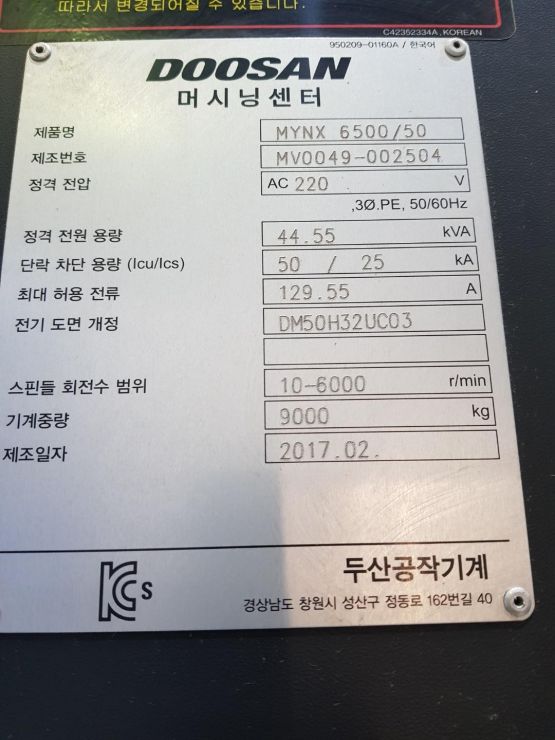 따라서 변경되어질 수 있습니다.
C42352334A, KOREAN
950209-01160A / 한국어
DOOSAN
머시닝센터
제품명 MYNX 6500/50
제조번호 MV0049-002504
정격 전압 AC 220 V
,3Ø.PE, 50/60Hz
정격 전원 용량 44.55 kVA
단락 차단 용량 (Icu/Ics) 50 / 25 kA
최대 허용 전류 129.55 A
전기 도면 개정 DM50H32UC03
스핀들 회전수 범위 10-6000 r/min
기계중량 9000 kg
제조일자 2017.02.
두산공작기계
KCs
경상남도 창원시 성산구 정동로 162번길 40